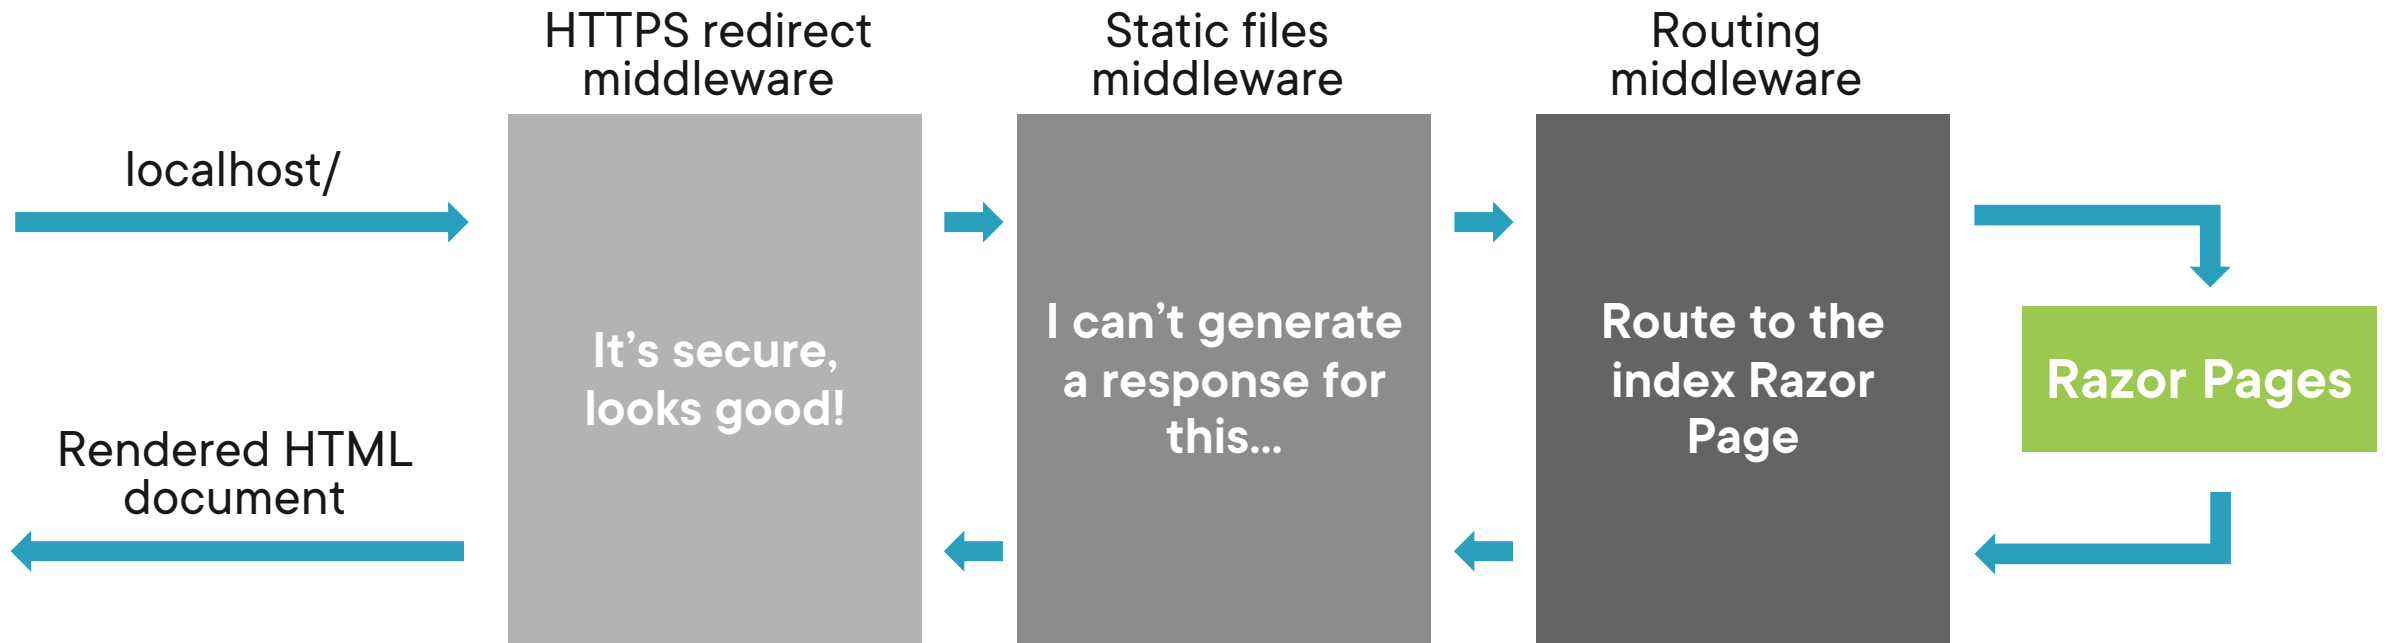 HTTPS redirect
middleware
Static files
middleware
Routing
middleware
localhost/
It’s secure,
looks good!
I can’t generate
a response for
this...
Route to the
index Razor
Page
Razor Pages
Rendered HTML
document